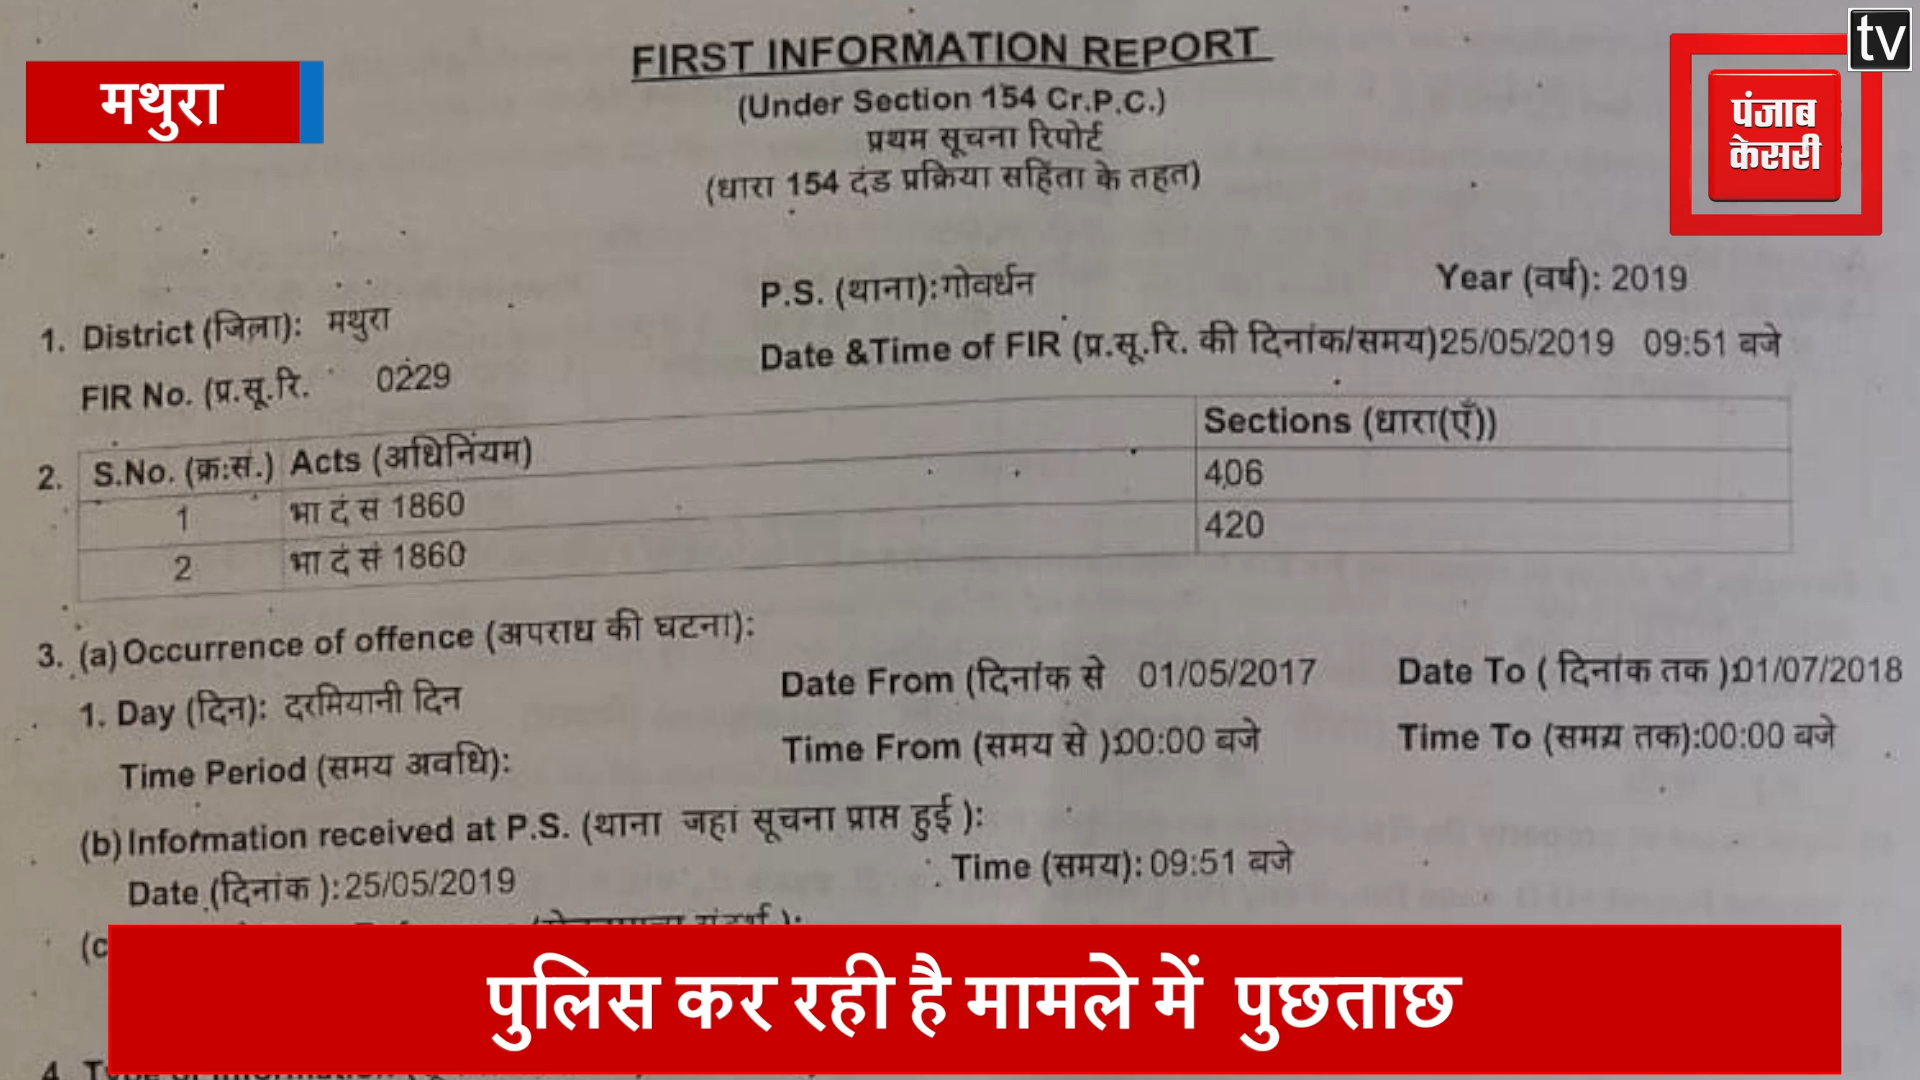 tv
मथुरा
पंजाब
केसरी
FIRST INFORMATION REPORT
(Under Section 154 Cr.P.C.)
प्रथम सूचना रिपोर्ट
(धारा 154 दंड प्रक्रिया सहिंता के तहत)
1. District (जिला): मथुरा P.S. (थाना):गोवर्धन Year (वर्ष): 2019
FIR No. (प्र.सू.रि. 0229 Date &Time of FIR (प्र.सू.रि. की दिनांक/समय)25/05/2019 09:51 बजे
2. S.No. (क्र.सं.) Acts (अधिनियम) Sections (धारा(एँ))
1 भा दं सं 1860 406
2 भा दं सं 1860 420
3. (a) Occurrence of offence (अपराध की घटना):
1. Day (दिन): दरमियानी दिन Date From (दिनांक से 01/05/2017 Date To ( दिनांक तक ):01/07/2018
Time Period (समय अवधि): Time From (समय से ):00:00 बजे Time To (समय तक):00:00 बजे
(b) Information received at P.S. (थाना जहां सूचना प्राप्त हुई ):
Date (दिनांक ):25/05/2019 Time (समय): 09:51 बजे
(c
पुलिस कर रही है मामले में पुछताछ
4.